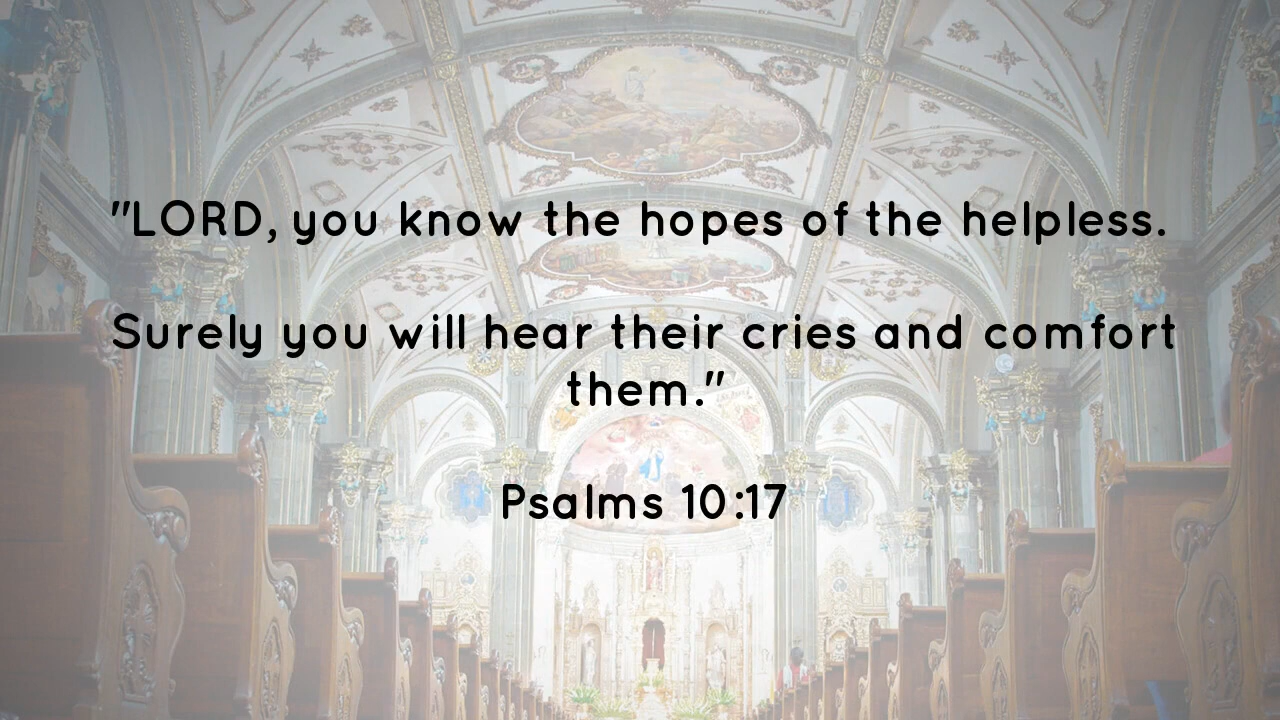 "LORD, you know the hopes of the helpless.
Surely you will hear their cries and comfort
them."
Psalms 10:17